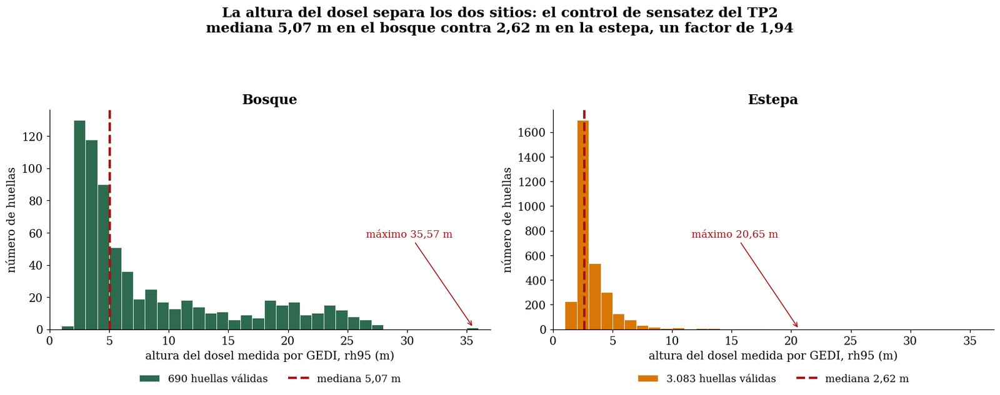 La altura del dosel separa los dos sitios: el control de sensatez del TP2
mediana 5,07 m en el bosque contra 2,62 m en la estepa, un factor de 1,94
Bosque
número de huellas
120
100
80
60
40
20
0
máximo 35,57 m
0 5 10 15 20 25 30 35
altura del dosel medida por GEDI, rh95 (m)
690 huellas válidas
mediana 5,07 m
Estepa
número de huellas
1600
1400
1200
1000
800
600
400
200
0
máximo 20,65 m
0 5 10 15 20 25 30 35
altura del dosel medida por GEDI, rh95 (m)
3.083 huellas válidas
mediana 2,62 m